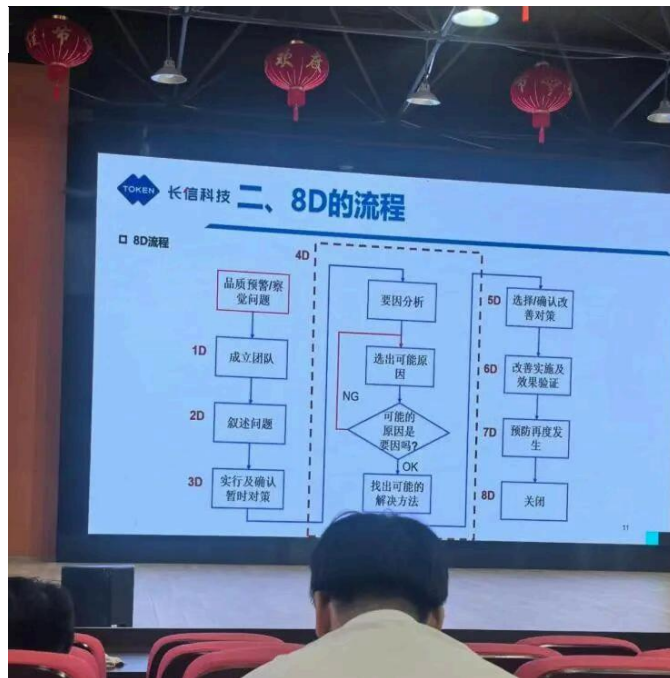 欢度
TOKEN 长信科技 二、8D的流程
8D流程
品质预警/察
觉问题
1D
成立团队
2D
叙述问题
3D
实行及确认
暂时对策
4D
要因分析
选出可能原
因
NG
可能的
原因是
要因吗?
OK
找出可能的
解决方法
5D
选择/确认改
善对策
6D
改善实施及
效果验证
7D
预防再度发
生
8D
关闭
11